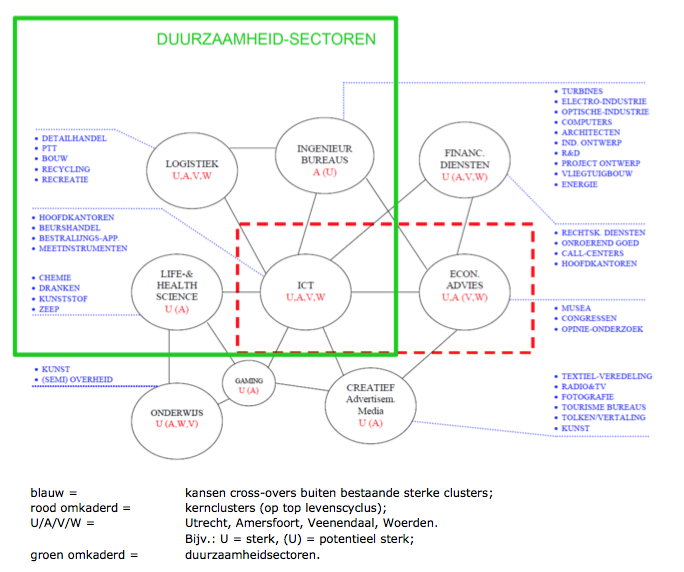 DUURZAAMHEID-SECTOREN
TURBINES
ELECTRO-INDUSTRIE
OPTISCHE-INDUSTRIE
COMPUTERS
ARCHITECTEN
IND. ONTWERP
R&D
PROJECT ONTWERP
VLIEGTUIGBOUW
ENERGIE
DETAILHANDEL
PTT
BOUW
RECYCLING
RECREATIE
LOGISTIEK
U,A,V,W
INGENIEUR
BUREAUS
A (U)
FINANC.
DIENSTEN
U (A,V,W)
HOOFDKANTOREN
BEURSHANDEL
BESTRALIJNGS-APP.
MEETINSTRUMENTEN
RECHTSK DIENSTEN
ONROEREND GOED
CALL-CENTERS
HOOFDKANTOREN
CHEMIE
DRANKEN
KUNSTSTOF
ZEEP
LIFE-&
HEALTH
SCIENCE
U (A)
ICT
U,A,V,W
ECON.
ADVIES
U,A (V,W)
MUSEA
CONGRESSEN
OPINIE-ONDERZOEK
KUNST
(SEMI) OVERHEID
GAMING
U (A)
ONDERWIJS
U (A,W,V)
CREATIEF
Advertisem.
Media
U (A)
TEXTIEL-VEREDELING
RADIO&TV
FOTOGRAFIE
TOURISME BUREAUS
TOLKEN/VERTALING
KUNST
blauw = kansen cross-overs buiten bestaande sterke clusters;
rood omkaderd = kernclusters (op top levenscyclus);
U/A/V/W = Utrecht, Amersfoort, Veenendaal, Woerden.
Bijv.: U = sterk, (U) = potentieel sterk;
groen omkaderd = duurzaamheidsectoren.